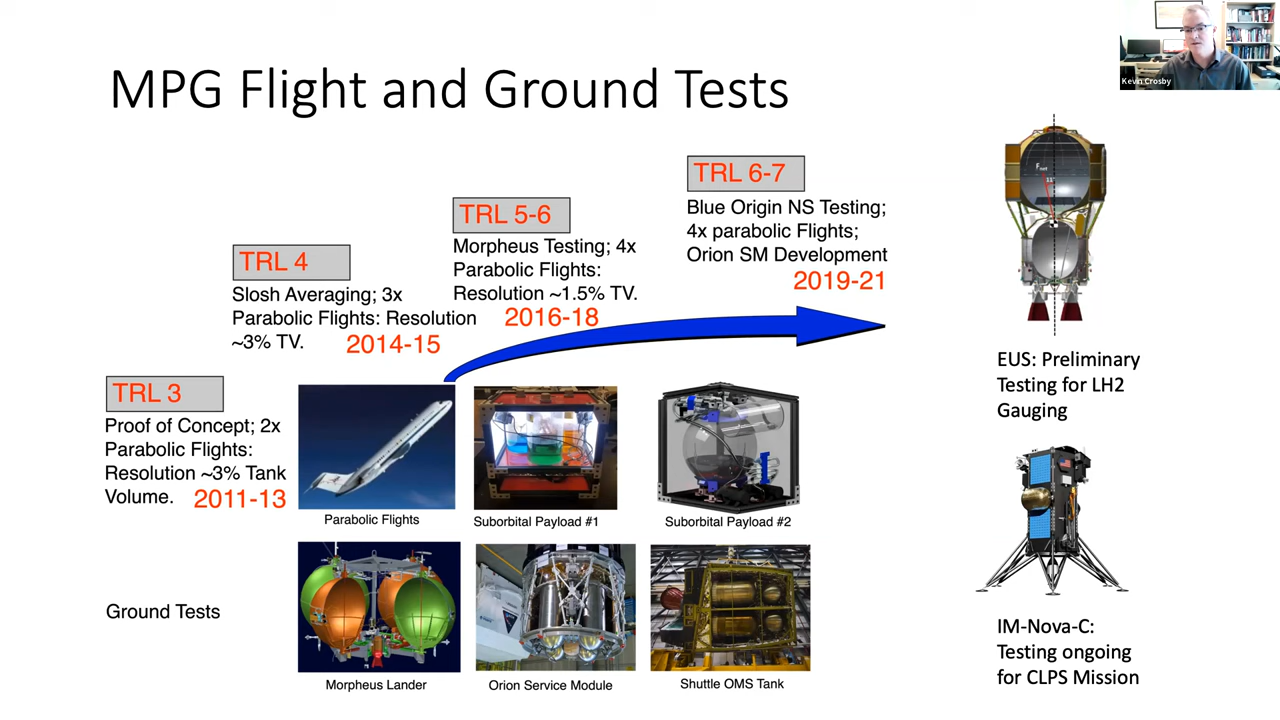 Kevin Crosby
MPG Flight and Ground Tests
TRL 6-7
Blue Origin NS Testing;
4x parabolic Flights;
Orion SM Development
2019-21
TRL 5-6
Morpheus Testing; 4x
Parabolic Flights:
Resolution ~1.5% TV.
2016-18
TRL 4
Slosh Averaging; 3x
Parabolic Flights: Resolution
~3% TV.
2014-15
TRL 3
Proof of Concept; 2x
Parabolic Flights:
Resolution ~3% Tank
Volume.
2011-13
Parabolic Flights
Suborbital Payload #1
Suborbital Payload #2
Ground Tests
Morpheus Lander
Orion Service Module
Shuttle OMS Tank
13°
EUS: Preliminary
Testing for LH2
Gauging
IM-Nova-C:
Testing ongoing
for CLPS Mission